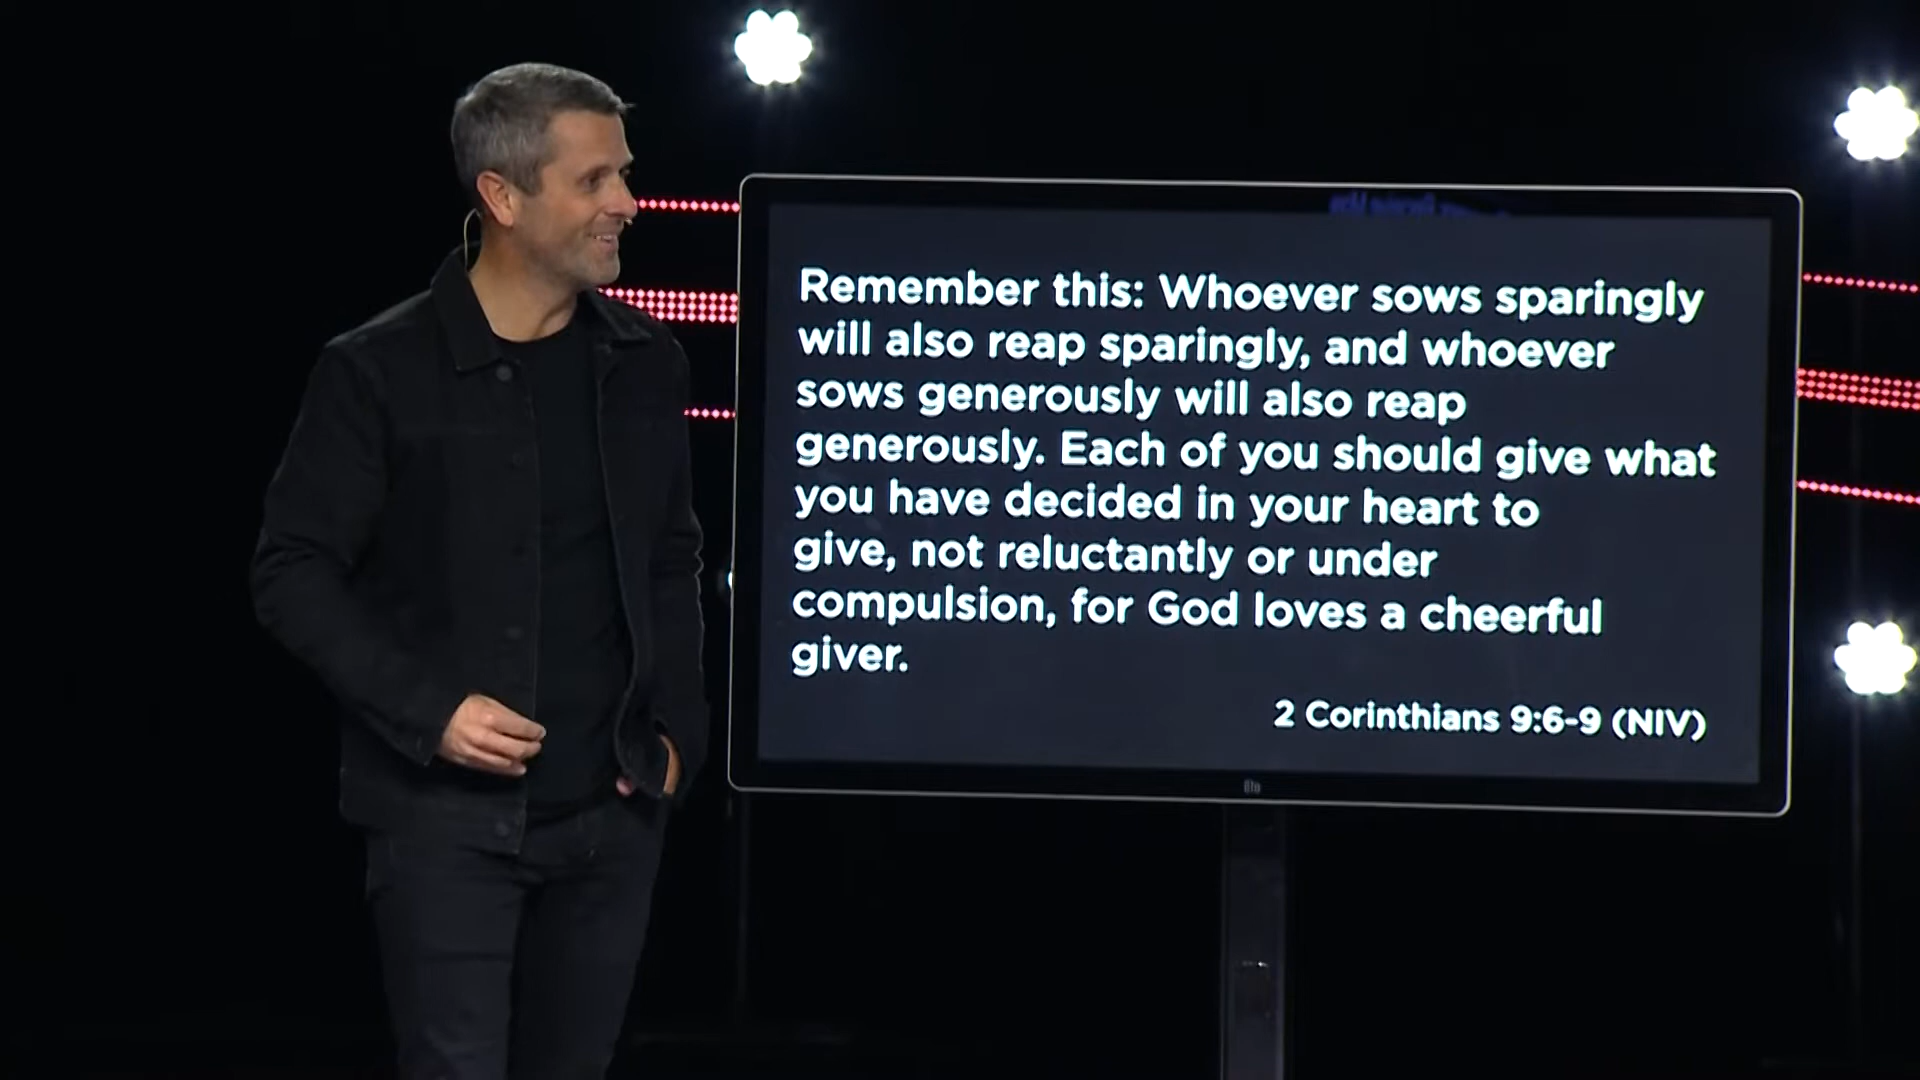 Remember this: Whoever sows sparingly
will also reap sparingly, and whoever
sows generously will also reap
generously. Each of you should give what
you have decided in your heart to
give, not reluctantly or under
compulsion, for God loves a cheerful
giver.
2 Corinthians 9:6-9 (NIV)
elo